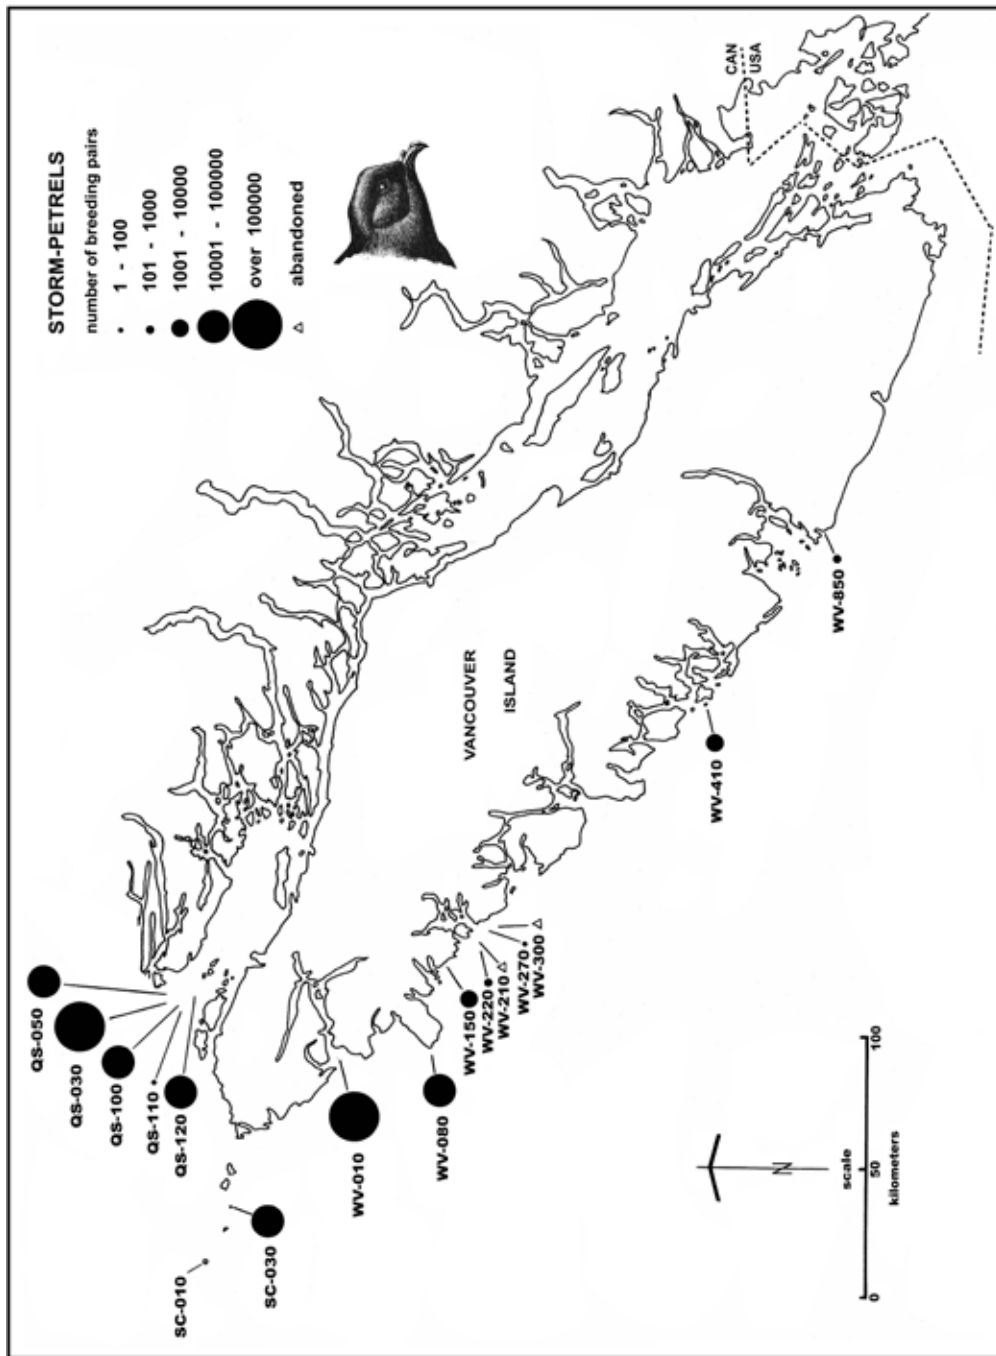 STORM-PETRELS
number of breeding pairs
1 - 100
101 - 1000
1001 - 10000
10001 - 100000
over 100000
abandoned
CAN
USA
VANCOUVER
ISLAND
QS-050
QS-030
QS-100
QS-110
QS-120
SC-010
SC-030
WV-010
WV-080
WV-150
WV-220
WV-210
WV-270
WV-300
WV-410
WV-850
N
scale
0 50 100
kilometers